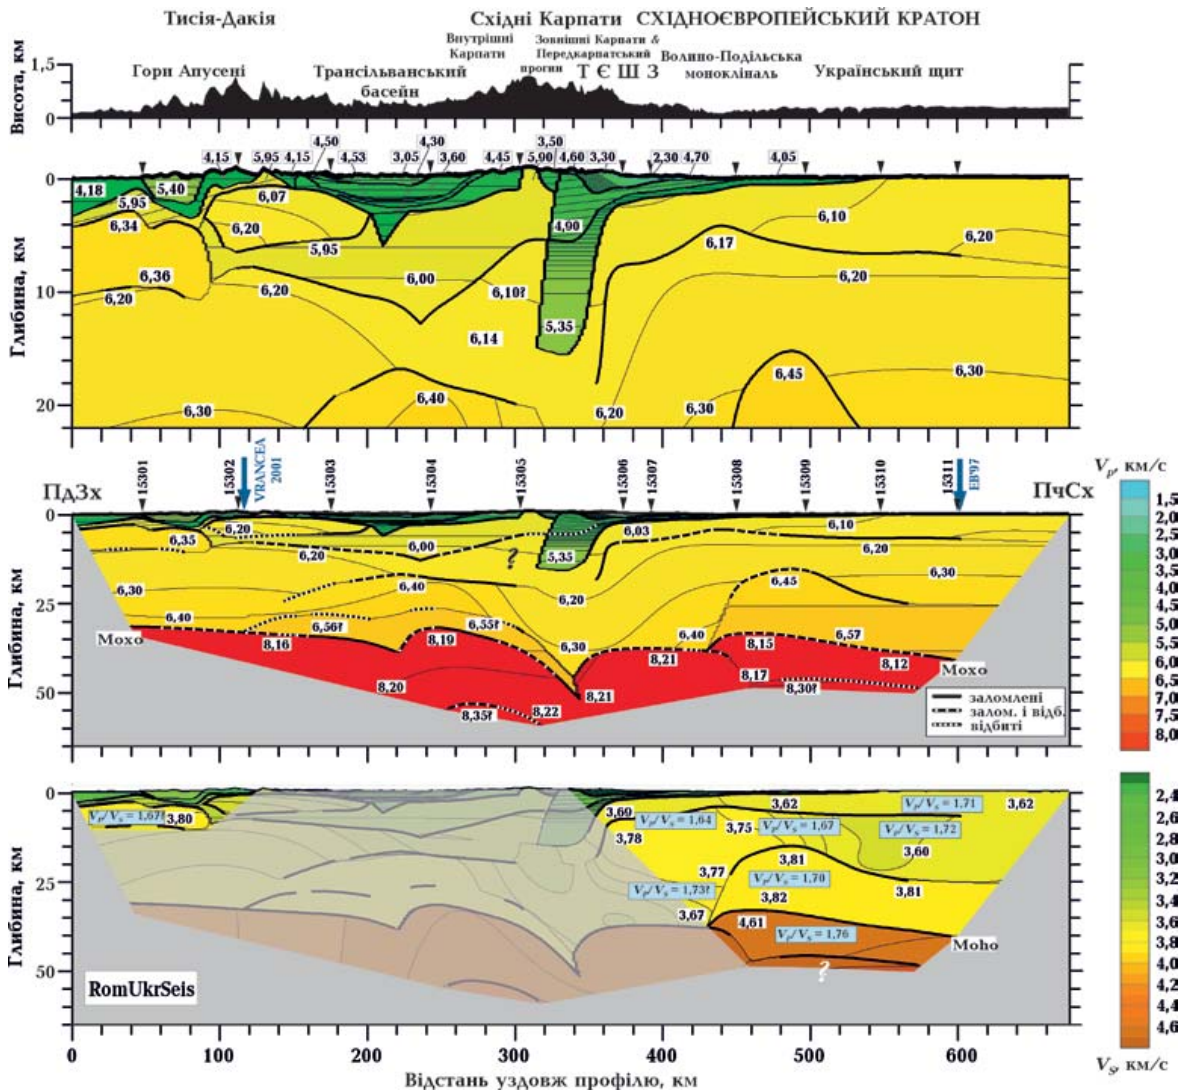 Тисія-Дакія
Східні Карпати
СХІДНОЄВРОПЕЙСЬКИЙ КРАТОН
Внутрішні
Карпати
Зовнішні Карпати &
Передкарпатський
прогин
Т Є Ш З
Волино-Подільська
монокліналь
Гори Апусені
Трансільванський
басейн
Український щит
Висота, км
1,5
0
4,15 5,95 4,15 4,50 4,53 3,05 4,30 3,60 4,45 3,50 5,90 4,60 3,30 2,30 4,70 4,05
Глибина, км
0
10
20
4,18 5,40 5,95 6,07
6,34 6,20 5,95 4,90 6,10 6,17 6,20
6,36 6,20 6,20 6,00 6,10? 6,20
6,14 5,35
6,30 6,40 6,20 6,30 6,45 6,30
15301 15302 VRANCEA 2001 15303 15304 15305 15306 15307 15308 15309 15310 15311 EB'97
ПдЗх
ПчСх
Глибина, км
0
25
50
6,35 6,20 6,20 6,00 5,35 6,03 6,10 6,20
?
6,30 6,40 6,20 6,45 6,30
6,40 6,56? 6,55? 6,30 6,40 6,57
Мохо 8,16 8,19 8,21 8,15 8,12 Мохо
8,20 8,21 8,17 8,30?
8,35? 8,22
заломлені
залом. і відб.
відбиті
Vp, км/с
1,5
2,0
3,0
3,5
4,0
4,5
5,0
5,5
6,0
6,5
7,0
7,5
8,0
Глибина, км
0
25
50
Vp/Vs = 1,67? 3,80
3,60 3,62 Vp/Vs = 1,71 3,62
Vp/Vs = 1,64 3,75 Vp/Vs = 1,67 Vp/Vs = 1,72
3,78 3,60
3,77 3,81
Vp/Vs = 1,73? Vp/Vs = 1,70 3,81
3,82
3,67 4,61
Vp/Vs = 1,76 Moho
?
RomUkrSeis
2,4
2,6
2,8
3,0
3,2
3,4
3,6
3,8
4,0
4,2
4,4
4,6
Vs, км/с
0 100 200 300 400 500 600
Відстань уздовж профілю, км